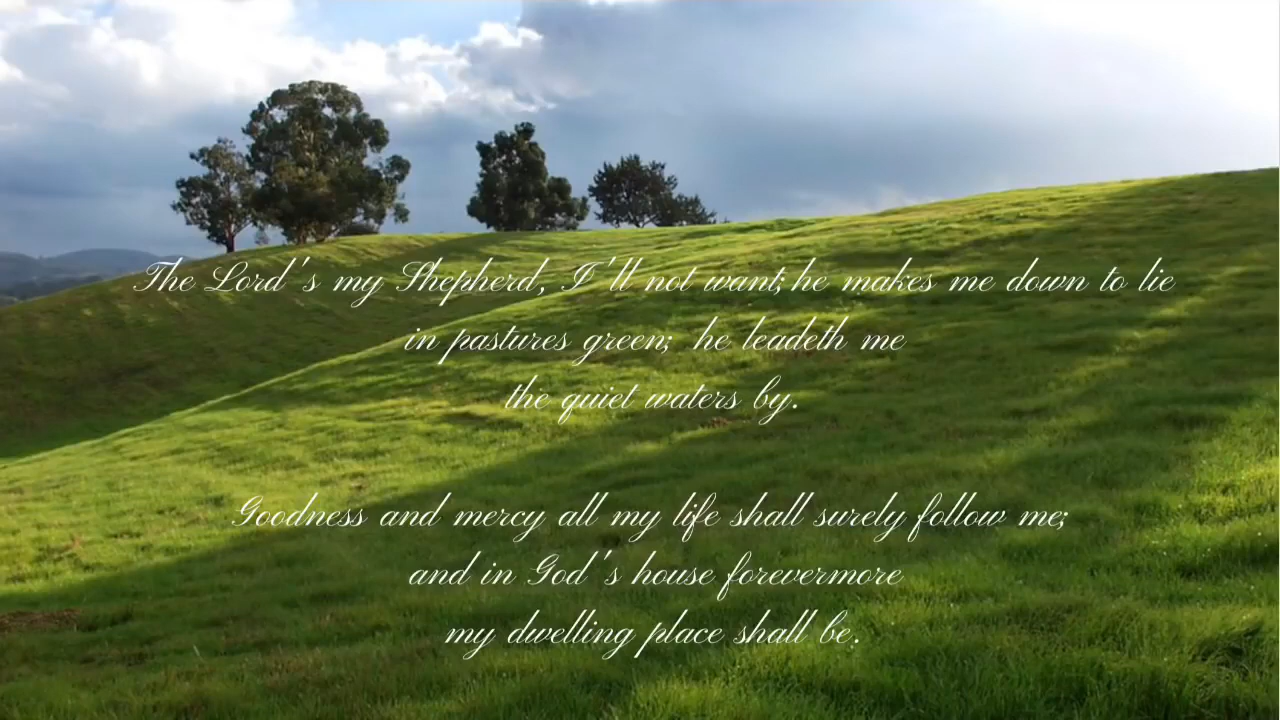 The Lord's my Shepherd, I'll not want; he makes me down to lie
in pastures green; he leadeth me
the quiet waters by.
Goodness and mercy all my life shall surely follow me;
and in God's house forevermore
my dwelling place shall be.